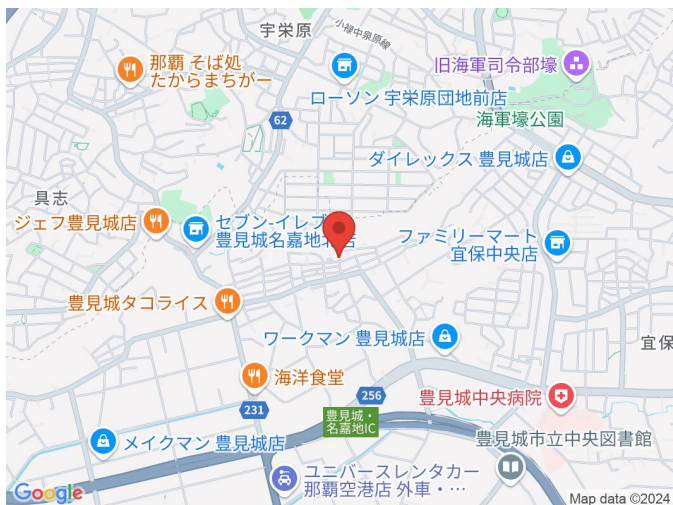 宇栄原
小禄中泉原線
那覇 そば処
たからまちがー
旧海軍司令部壕
ローソン 宇栄原団地前店
海軍壕公園
62
ダイレックス 豊見城店
具志
ジェフ豊見城店
セブン-イレブ
豊見城名嘉地北店
ファミリーマート
宜保中央店
豊見城タコライス
ワークマン 豊見城店
宜保
海洋食堂
256
豊見城中央病院
231
豊見城・
名嘉地IC
メイクマン 豊見城店
豊見城市立中央図書館
ユニバースレンタカー
那覇空港店 外車・…
Google
Map data ©2024